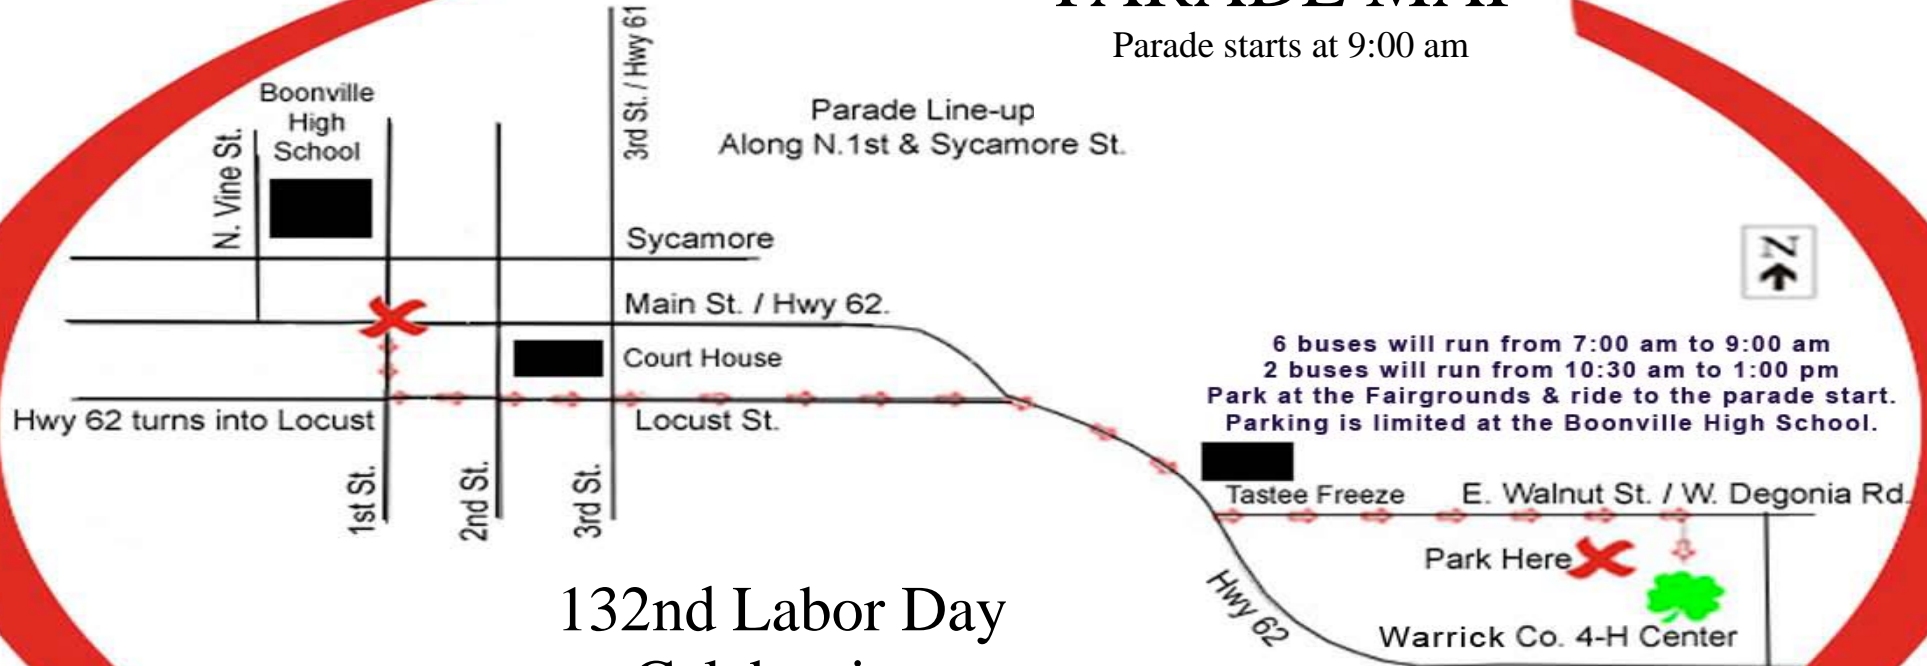 PARADE MAP
Parade starts at 9:00 am
Boonville
High
School
N. Vine St.
3rd St. / Hwy 61
Parade Line-up
Along N.1st & Sycamore St.
Sycamore
N
Main St. / Hwy 62.
Court House
6 buses will run from 7:00 am to 9:00 am
2 buses will run from 10:30 am to 1:00 pm
Park at the Fairgrounds & ride to the parade start.
Parking is limited at the Boonville High School.
Hwy 62 turns into Locust
Locust St.
1st St.
2nd St.
3rd St.
Tastee Freeze
E. Walnut St. / W. Degonia Rd.
Park Here
Hwy 62
Warrick Co. 4-H Center
132nd Labor Day